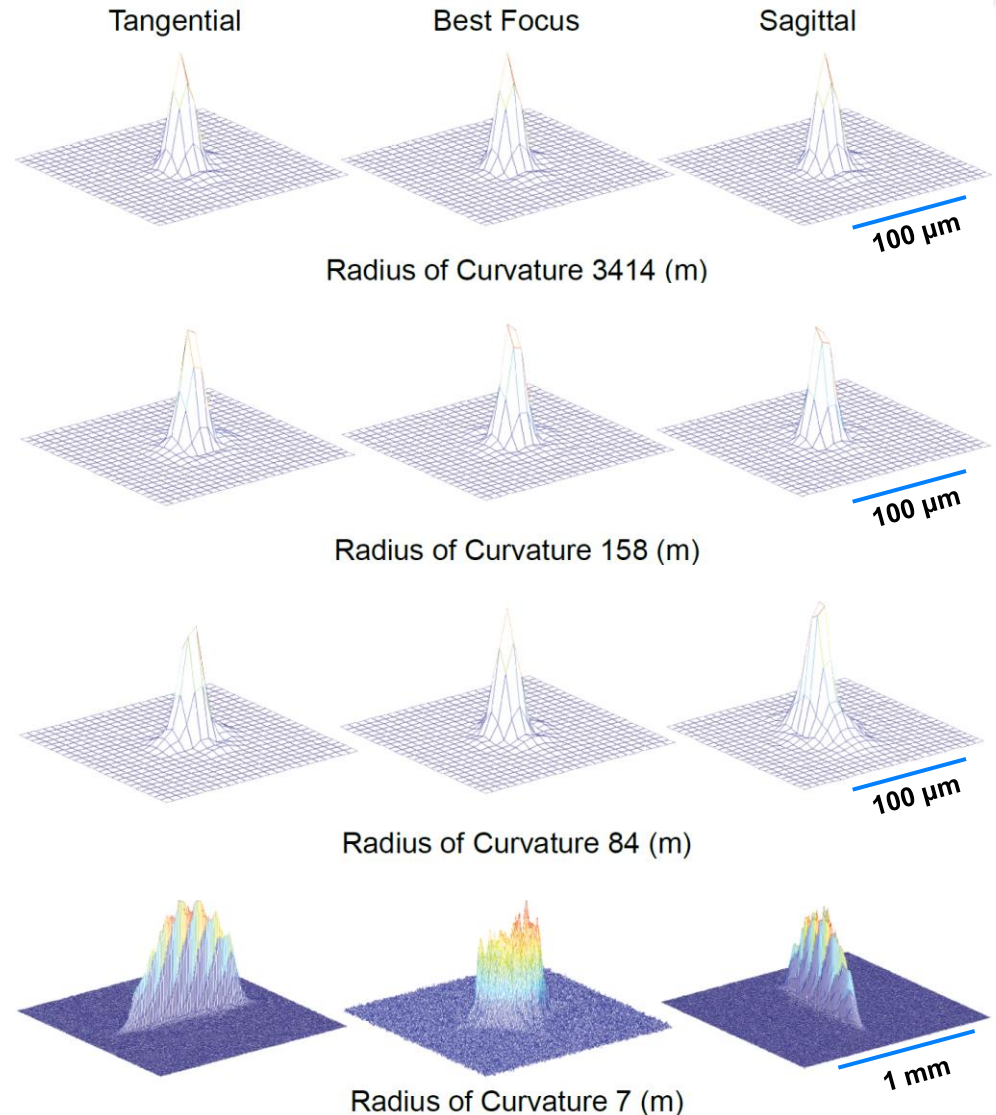 Tangential Best Focus Sagittal
100 µm
Radius of Curvature 3414 (m)
100 µm
Radius of Curvature 158 (m)
100 µm
Radius of Curvature 84 (m)
1 mm
Radius of Curvature 7 (m)